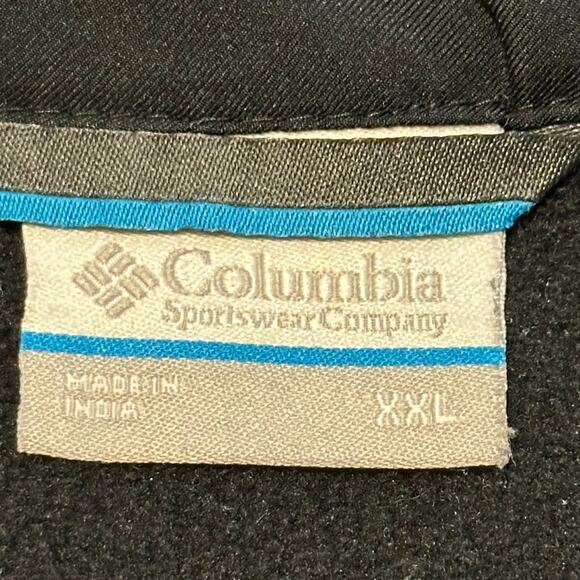 Columbia
Sportswear Company
MADE IN
INDIA
XXL